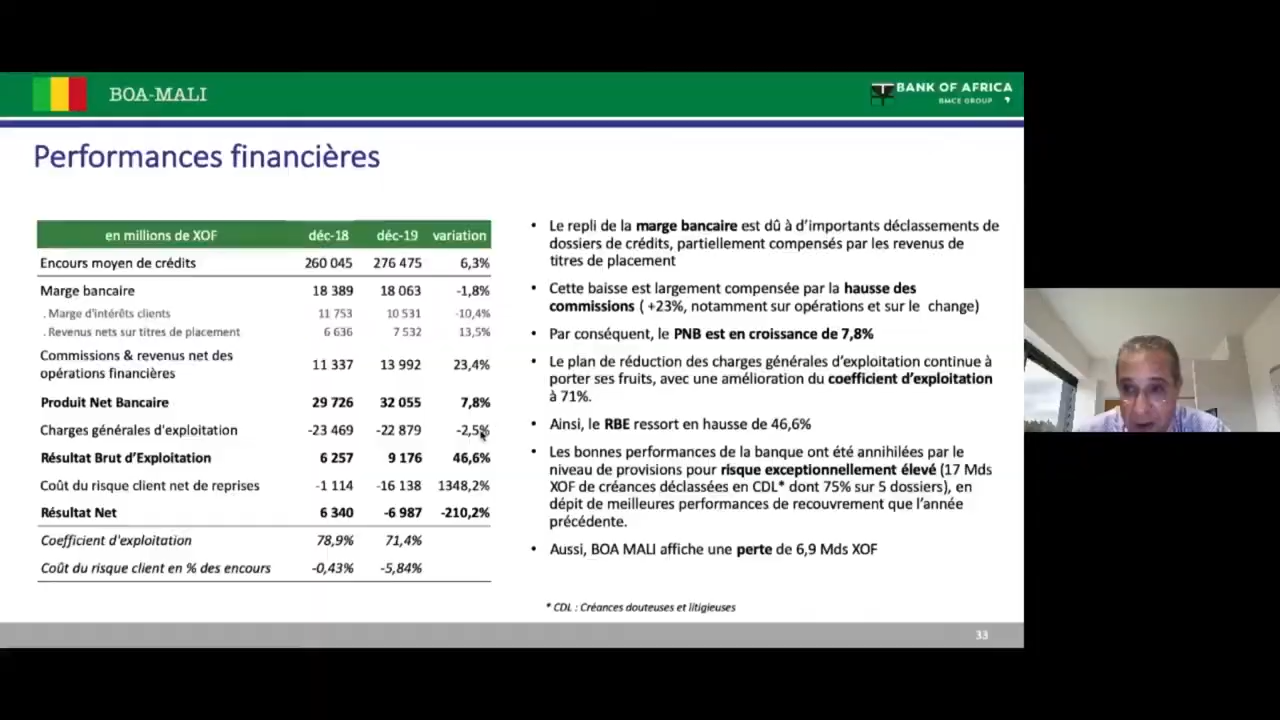 BOA-MALI
BANK OF AFRICA
BMCE GROUP
Performances financières
en millions de XOF déc-18 déc-19 variation
Encours moyen de crédits 260 045 276 475 6,3%
Marge bancaire 18 389 18 063 -1,8%
. Marge d'intérêts clients 11 753 10 531 -10,4%
. Revenus nets sur titres de placement 6 636 7 532 13,5%
Commissions & revenus net des
opérations financières 11 337 13 992 23,4%
Produit Net Bancaire 29 726 32 055 7,8%
Charges générales d'exploitation -23 469 -22 879 -2,5%
Résultat Brut d'Exploitation 6 257 9 176 46,6%
Coût du risque client net de reprises -1 114 -16 138 1348,2%
Résultat Net 6 340 -6 987 -210,2%
Coefficient d'exploitation 78,9% 71,4%
Coût du risque client en % des encours -0,43% -5,84%
• Le repli de la marge bancaire est dû à d'importants déclassements de
dossiers de crédits, partiellement compensés par les revenus de
titres de placement
• Cette baisse est largement compensée par la hausse des
commissions ( +23%, notamment sur opérations et sur le change)
• Par conséquent, le PNB est en croissance de 7,8%
• Le plan de réduction des charges générales d'exploitation continue à
porter ses fruits, avec une amélioration du coefficient d'exploitation
à 71%.
• Ainsi, le RBE ressort en hausse de 46,6%
• Les bonnes performances de la banque ont été annihilées par le
niveau de provisions pour risque exceptionnellement élevé (17 Mds
XOF de créances déclassées en CDL* dont 75% sur 5 dossiers), en
dépit de meilleures performances de recouvrement que l'année
précédente.
• Aussi, BOA MALI affiche une perte de 6,9 Mds XOF
* CDL : Créances douteuses et litigieuses
33